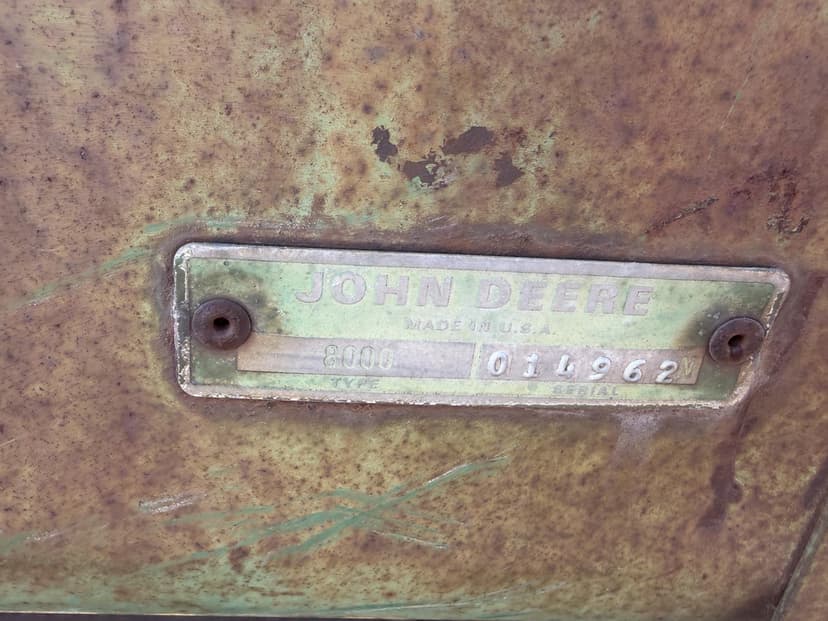 JOHN DEERE
MADE IN U.S.A.
8000 014962
TYPE SERIAL